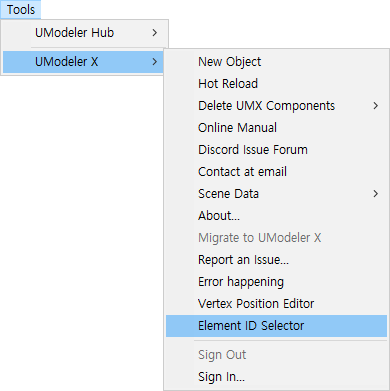 Tools
UModeler Hub
UModeler X
New Object
Hot Reload
Delete UMX Components
Online Manual
Discord Issue Forum
Contact at email
Scene Data
About...
Migrate to UModeler X
Report an Issue...
Error happening
Vertex Position Editor
Element ID Selector
Sign Out
Sign In...